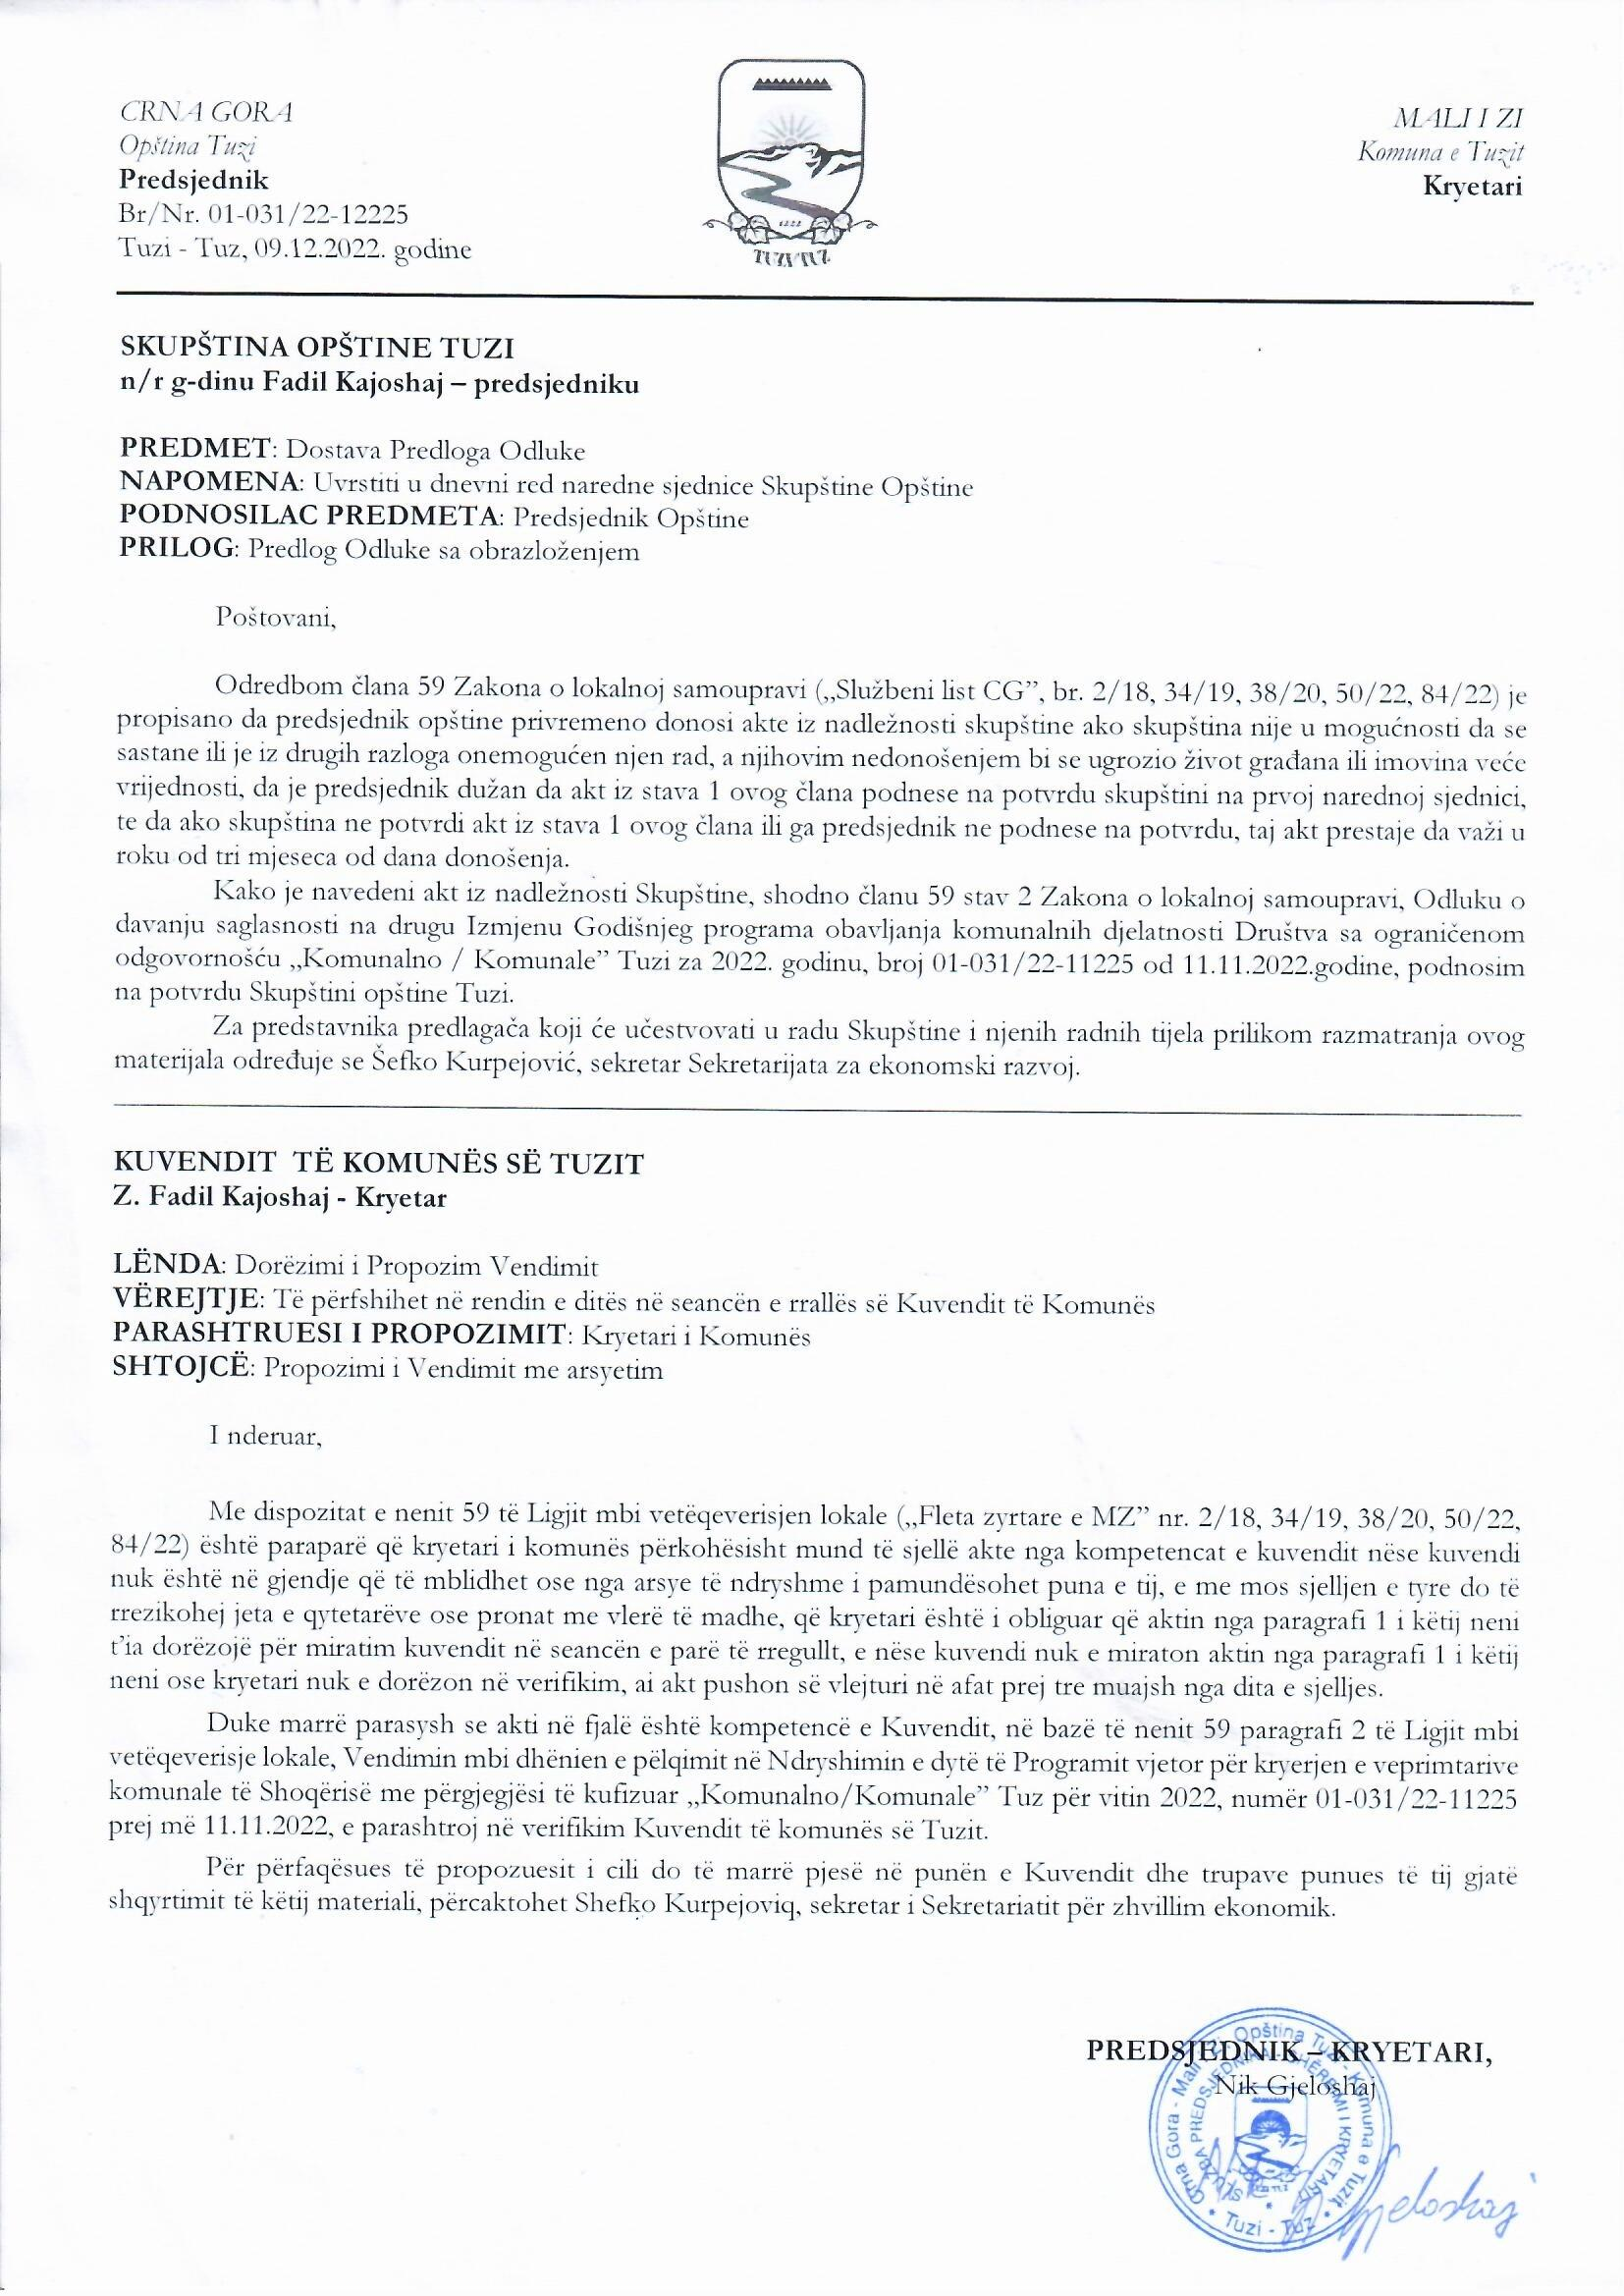 CRNA GORA
Opština Tuzi
Predsjednik
Br/Nr. 01-031/22-12225
Tuzi - Tuz, 09.12.2022. godine
1222
TUZI/TUZ
MALI I ZI
Komuna e Tuzit
Kryetari
SKUPŠTINA OPŠTINE TUZI
n/r g-dinu Fadil Kajoshaj – predsjedniku
PREDMET: Dostava Predloga Odluke
NAPOMENA: Uvrstiti u dnevni red naredne sjednice Skupštine Opštine
PODNOSILAC PREDMETA: Predsjednik Opštine
PRILOG: Predlog Odluke sa obrazloženjem
Poštovani,
Odredbom člana 59 Zakona o lokalnoj samoupravi („Službeni list CG”, br. 2/18, 34/19, 38/20, 50/22, 84/22) je
propisano da predsjednik opštine privremeno donosi akte iz nadležnosti skupštine ako skupština nije u mogućnosti da se
sastane ili je iz drugih razloga onemogućen njen rad, a njihovim nedonošenjem bi se ugrozio život građana ili imovina veće
vrijednosti, da je predsjednik dužan da akt iz stava 1 ovog člana podnese na potvrdu skupštini na prvoj narednoj sjednici,
te da ako skupština ne potvrdi akt iz stava 1 ovog člana ili ga predsjednik ne podnese na potvrdu, taj akt prestaje da važi u
roku od tri mjeseca od dana donošenja.
Kako je navedeni akt iz nadležnosti Skupštine, shodno članu 59 stav 2 Zakona o lokalnoj samoupravi, Odluku o
davanju saglasnosti na drugu Izmjenu Godišnjeg programa obavljanja komunalnih djelatnosti Društva sa ograničenom
odgovornošću „Komunalno / Komunale” Tuzi za 2022. godinu, broj 01-031/22-11225 od 11.11.2022.godine, podnosim
na potvrdu Skupštini opštine Tuzi.
Za predstavnika predlagača koji će učestvovati u radu Skupštine i njenih radnih tijela prilikom razmatranja ovog
materijala određuje se Šefko Kurpejović, sekretar Sekretarijata za ekonomski razvoj.
KUVENDIT TË KOMUNËS SË TUZIT
Z. Fadil Kajoshaj - Kryetar
LËNDA: Dorëzimi i Propozim Vendimit
VËREJTJE: Të përfshihet në rendin e ditës në seancën e rrallës së Kuvendit të Komunës
PARASHTRUESI I PROPOZIMIT: Kryetari i Komunës
SHTOJCË: Propozimi i Vendimit me arsyetim
I nderuar,
Me dispozitat e nenit 59 të Ligjit mbi vetëqeverisjen lokale („Fleta zyrtare e MZ” nr. 2/18, 34/19, 38/20, 50/22,
84/22) është paraparë që kryetari i komunës përkohësisht mund të sjellë akte nga kompetencat e kuvendit nëse kuvendi
nuk është në gjendje që të mblidhet ose nga arsye të ndryshme i pamundësohet puna e tij, e me mos sjelljen e tyre do të
rrezikohej jeta e qytetarëve ose pronat me vlerë të madhe, që kryetari është i obliguar që aktin nga paragrafi 1 i këtij neni
t’ia dorëzojë për miratim kuvendit në seancën e parë të rregullt, e nëse kuvendi nuk e miraton aktin nga paragrafi 1 i këtij
neni ose kryetari nuk e dorëzon në verifikim, ai akt pushon së vlejturi në afat prej tre muajsh nga dita e sjelljes.
Duke marrë parasysh se akti në fjalë është kompetencë e Kuvendit, në bazë të nenit 59 paragrafi 2 të Ligjit mbi
vetëqeverisje lokale, Vendimin mbi dhënien e pëlqimit në Ndryshimin e dytë të Programit vjetor për kryerjen e veprimtarive
komunale të Shoqërisë me përgjegjësi të kufizuar „Komunalno/Komunale” Tuz për vitin 2022, numër 01-031/22-11225
prej më 11.11.2022, e parashtroj në verifikim Kuvendit të komunës së Tuzit.
Për përfaqësues të propozuesit i cili do të marrë pjesë në punën e Kuvendit dhe trupave punues të tij gjatë
shqyrtimit të këtij materiali, përcaktohet Shefko Kurpejoviq, sekretar i Sekretariatit për zhvillim ekonomik.
PREDSJEDNIK – KRYETARI,
Nik Gjeloshaj
Crna Gora - Mali i Zi, Opština Tuzi - Komuna e Tuzit
SLUŽBA PREDSJEDNIKA - SHËRBIMI I KRYETARIT
Tuzi - Tuz
Gjeloshaj